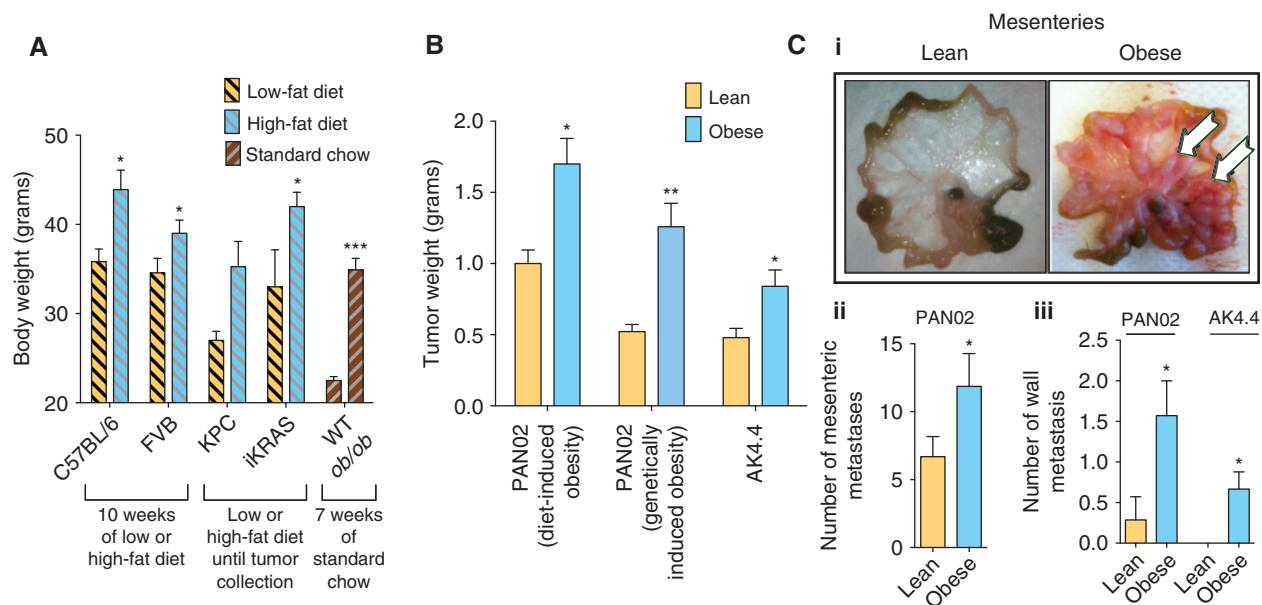 A
Low-fat diet
High-fat diet
Standard chow
Body weight (grams)
50
40
30
20
*
*
*
***
C57BL/6
FVB
KPC
iKRAS
WT
ob/ob
10 weeks
of low or
high-fat diet
Low or
high-fat diet
until tumor
collection
7 weeks
of
standard
chow
B
Lean
Obese
Tumor weight (grams)
2.0
1.5
1.0
0.5
0.0
*
**
*
PAN02
(diet-induced
obesity)
PAN02
(genetically
induced obesity)
AK4.4
C
i
Mesenteries
Lean
Obese
ii
PAN02
Number of mesenteric
metastases
15
10
5
0
*
Lean
Obese
iii
PAN02
AK4.4
Number of wall
metastasis
2.5
2.0
1.5
1.0
0.5
0.0
*
*
Lean
Obese
Lean
Obese